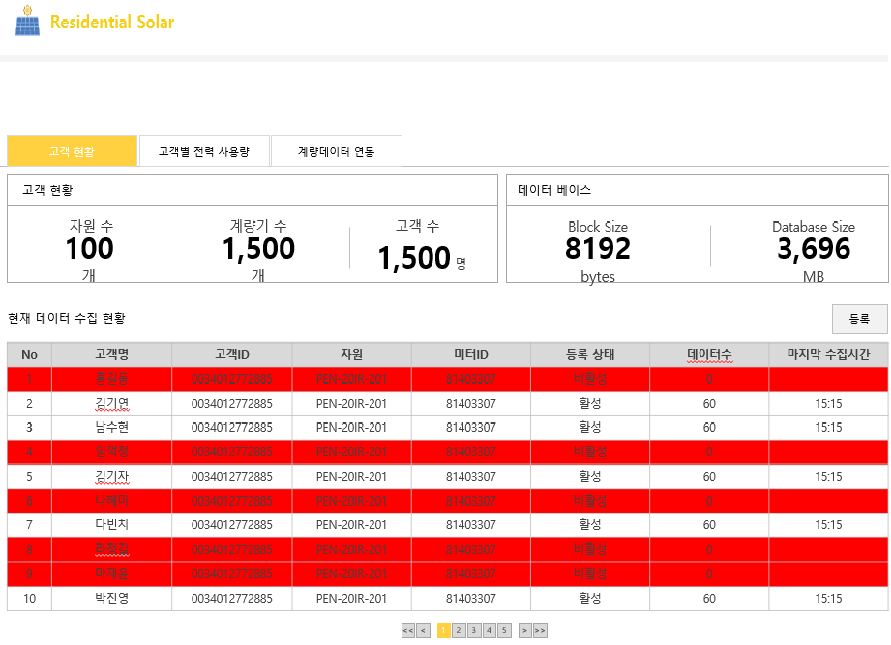 Residential Solar
고객 현황 고객별 전력 사용량 계량데이터 연동
고객 현황 데이터 베이스
자원 수 계량기 수 고객 수 Block Size Database Size
100 1,500 1,500 명 8192 3,696
개 개 bytes MB
현재 데이터 수집 현황 등록
No 고객명 고객ID 자원 미터ID 등록 상태 데이터수 마지막 수집시간
1 0034012772885 PEN-20IR-201 81403307 비활성 0
2 김기연 0034012772885 PEN-20IR-201 81403307 활성 60 15:15
3 남수현 0034012772885 PEN-20IR-201 81403307 활성 60 15:15
4 0034012772885 PEN-20IR-201 81403307 비활성 0
5 김기자 0034012772885 PEN-20IR-201 81403307 활성 60 15:15
6 0034012772885 PEN-20IR-201 81403307 비활성 0
7 다빈치 0034012772885 PEN-20IR-201 81403307 활성 60 15:15
8 0034012772885 PEN-20IR-201 81403307 비활성 0
9 0034012772885 PEN-20IR-201 81403307 비활성 0
10 박진영 0034012772885 PEN-20IR-201 81403307 활성 60 15:15
<< < 1 2 3 4 5 > >>